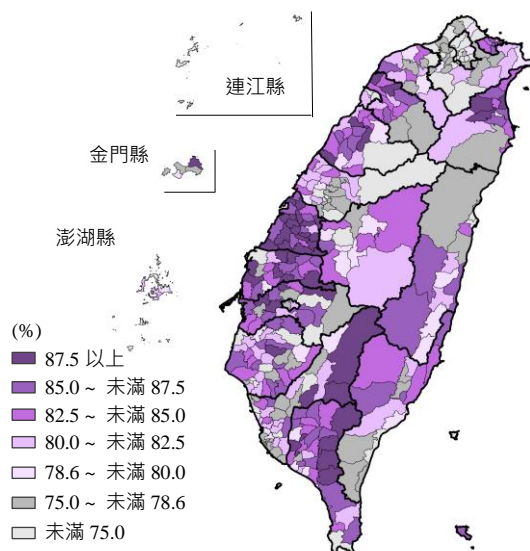 連江縣
金門縣
澎湖縣
(%)
87.5 以上
85.0 ~ 未滿 87.5
82.5 ~ 未滿 85.0
80.0 ~ 未滿 82.5
78.6 ~ 未滿 80.0
75.0 ~ 未滿 78.6
未滿 75.0